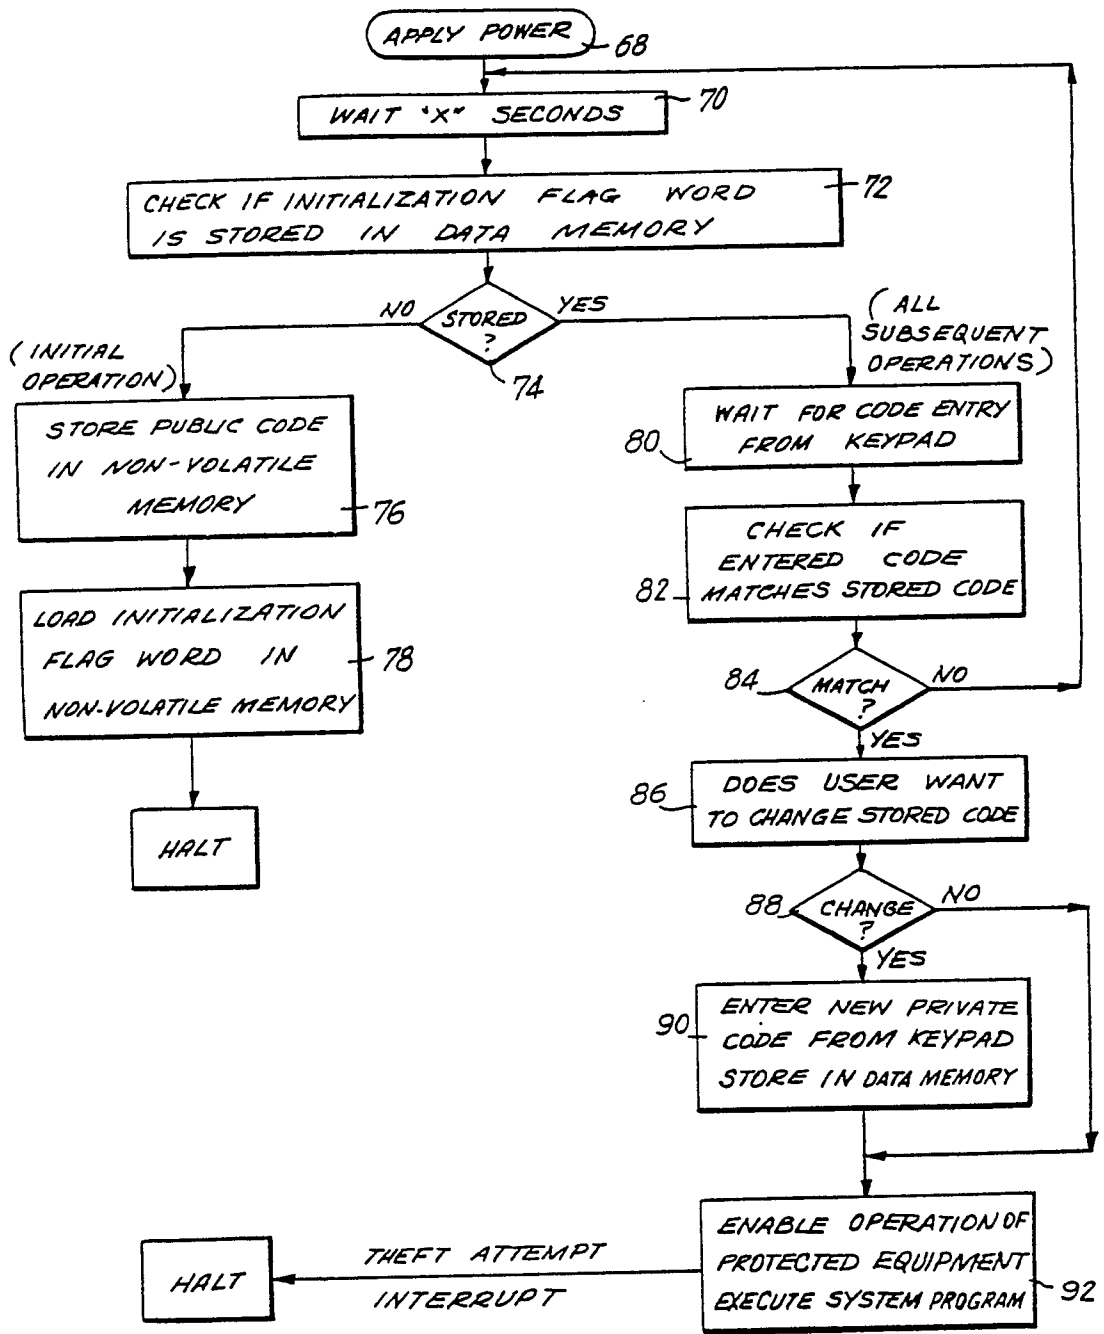 APPLY POWER
68
WAIT "X" SECONDS
70
CHECK IF INITIALIZATION FLAG WORD
IS STORED IN DATA MEMORY
72
NO
STORED
?
YES
74
(INITIAL
OPERATION)
(ALL
SUBSEQUENT
OPERATIONS)
STORE PUBLIC CODE
IN NON-VOLATILE
MEMORY
76
WAIT FOR CODE ENTRY
FROM KEYPAD
80
LOAD INITIALIZATION
FLAG WORD IN
NON-VOLATILE MEMORY
78
CHECK IF
ENTERED CODE
MATCHES STORED CODE
82
HALT
84
MATCH
?
NO
YES
DOES USER WANT
TO CHANGE STORED CODE
86
88
CHANGE
?
NO
YES
ENTER NEW PRIVATE
CODE FROM KEYPAD
STORE IN DATA MEMORY
90
ENABLE OPERATION OF
PROTECTED EQUIPMENT
EXECUTE SYSTEM PROGRAM
92
THEFT ATTEMPT
INTERRUPT
HALT